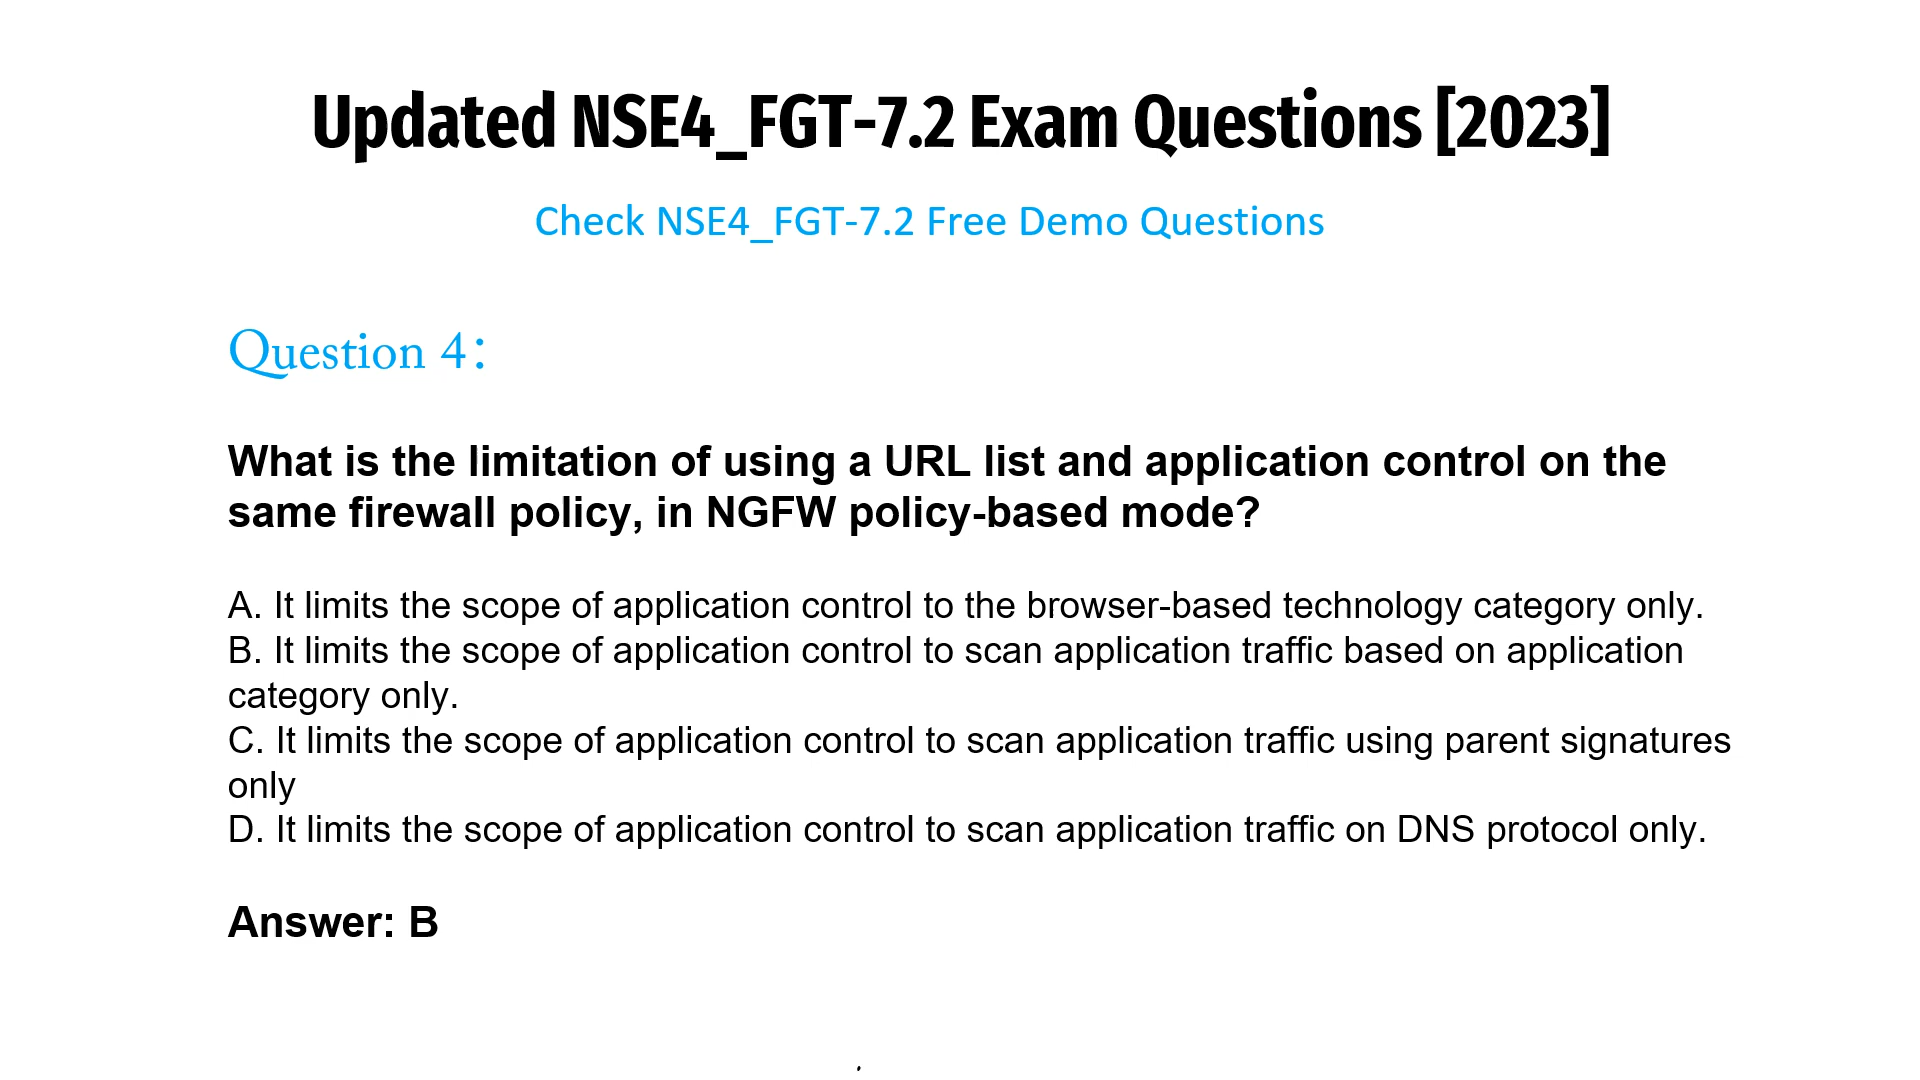 Updated NSE4_FGT-7.2 Exam Questions [2023]
Check NSE4_FGT-7.2 Free Demo Questions
Question 4:
What is the limitation of using a URL list and application control on the
same firewall policy, in NGFW policy-based mode?
A. It limits the scope of application control to the browser-based technology category only.
B. It limits the scope of application control to scan application traffic based on application
category only.
C. It limits the scope of application control to scan application traffic using parent signatures
only
D. It limits the scope of application control to scan application traffic on DNS protocol only.
Answer: B